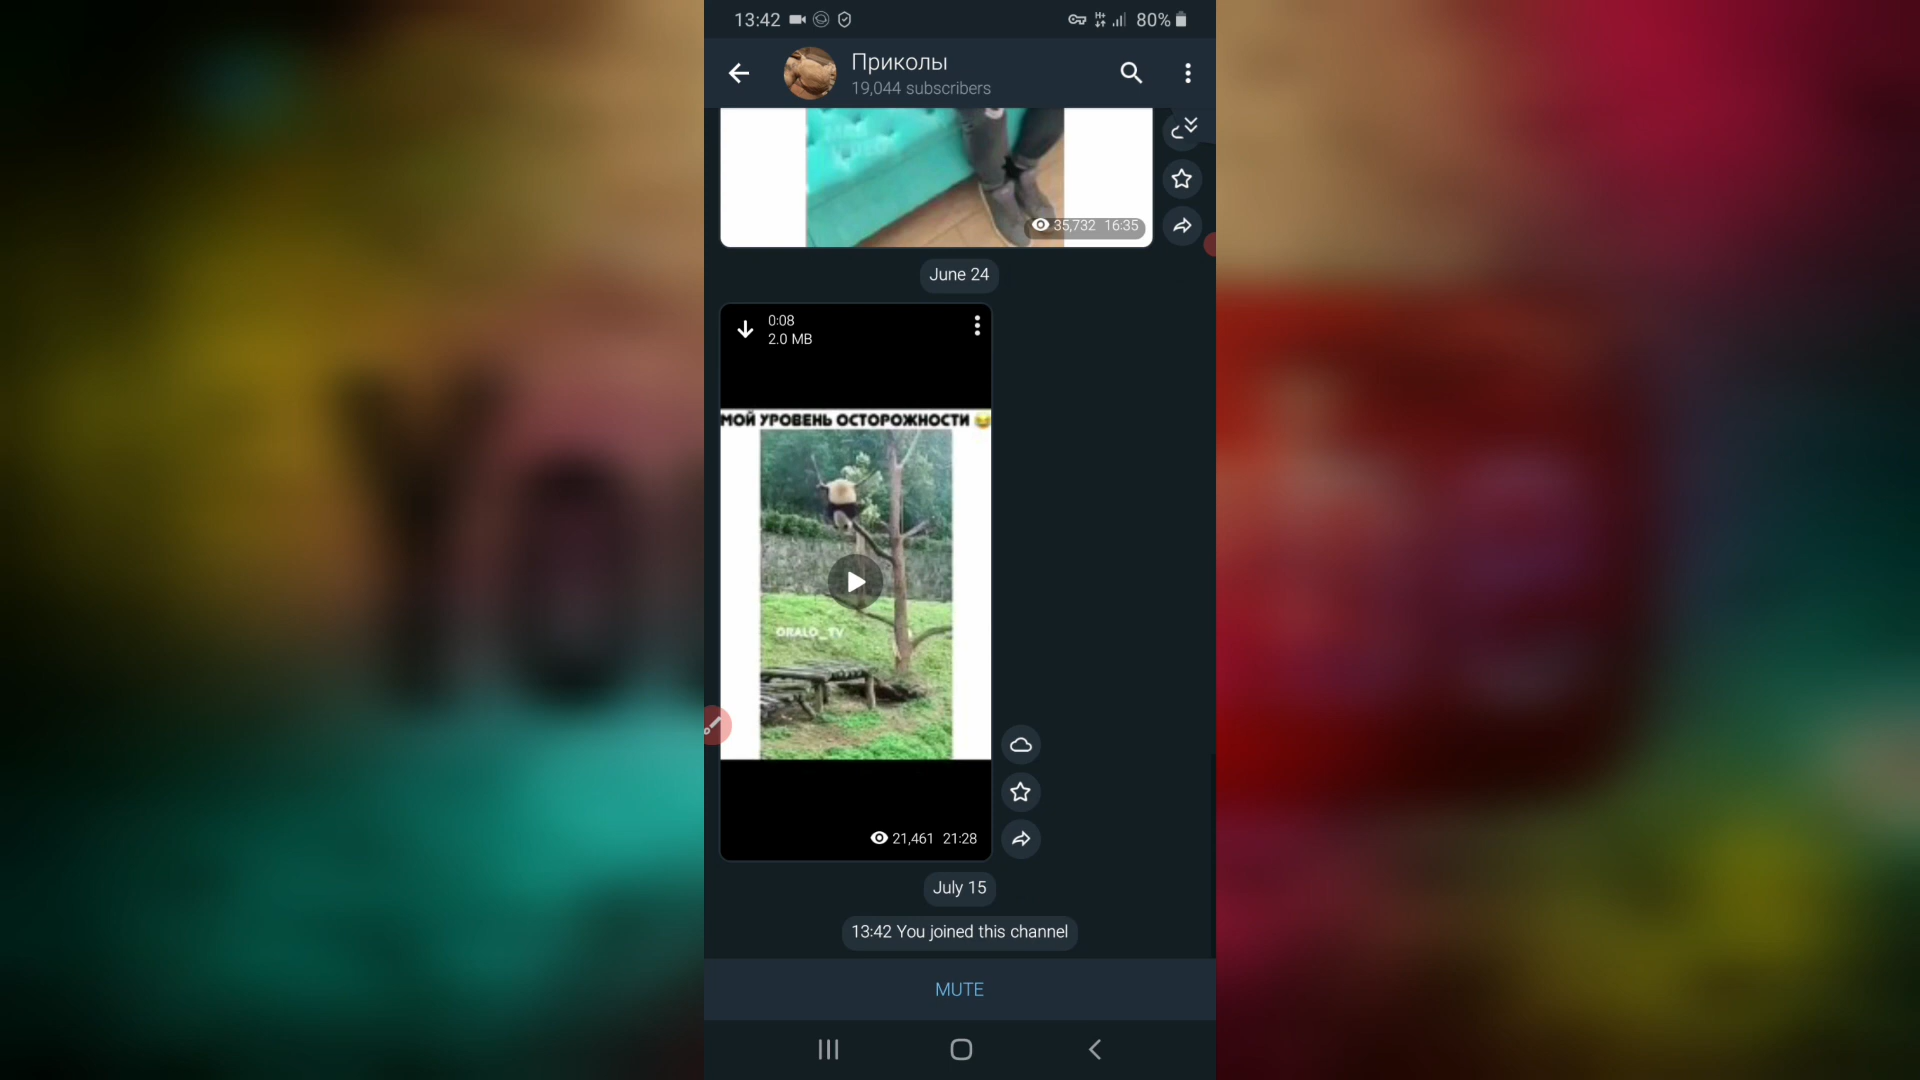 13:42
80%
Приколы
19,044 subscribers
35,732 16:35
June 24
0:08
2.0 MB
МОЙ УРОВЕНЬ ОСТОРОЖНОСТИ 😂
ORALO_TV
21,461 21:28
July 15
13:42 You joined this channel
MUTE